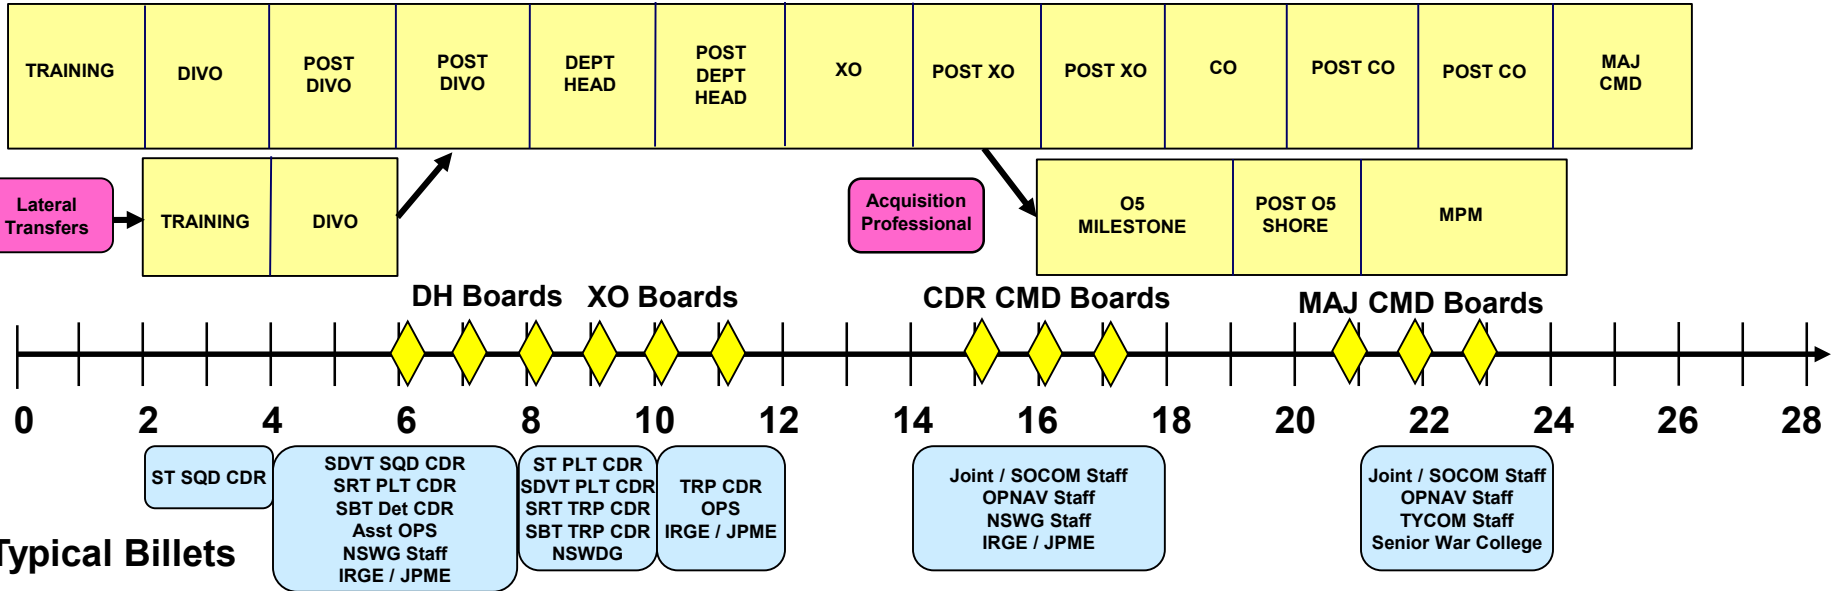 TRAINING
DIVO
POST
DIVO
POST
DIVO
DEPT
HEAD
POST
DEPT
HEAD
XO
POST XO
POST XO
CO
POST CO
POST CO
MAJ
CMD
Lateral
Transfers
TRAINING
DIVO
Acquisition
Professional
O5
MILESTONE
POST O5
SHORE
MPM
DH Boards
XO Boards
CDR CMD Boards
MAJ CMD Boards
0 2 4 6 8 10 12 14 16 18 20 22 24 26 28
ST SQD CDR
SDVT SQD CDR
SRT PLT CDR
SBT Det CDR
Asst OPS
NSWG Staff
IRGE / JPME
ST PLT CDR
SDVT PLT CDR
SRT TRP CDR
SBT TRP CDR
NSWDG
TRP CDR
OPS
IRGE / JPME
Joint / SOCOM Staff
OPNAV Staff
NSWG Staff
IRGE / JPME
Joint / SOCOM Staff
OPNAV Staff
TYCOM Staff
Senior War College
Typical Billets